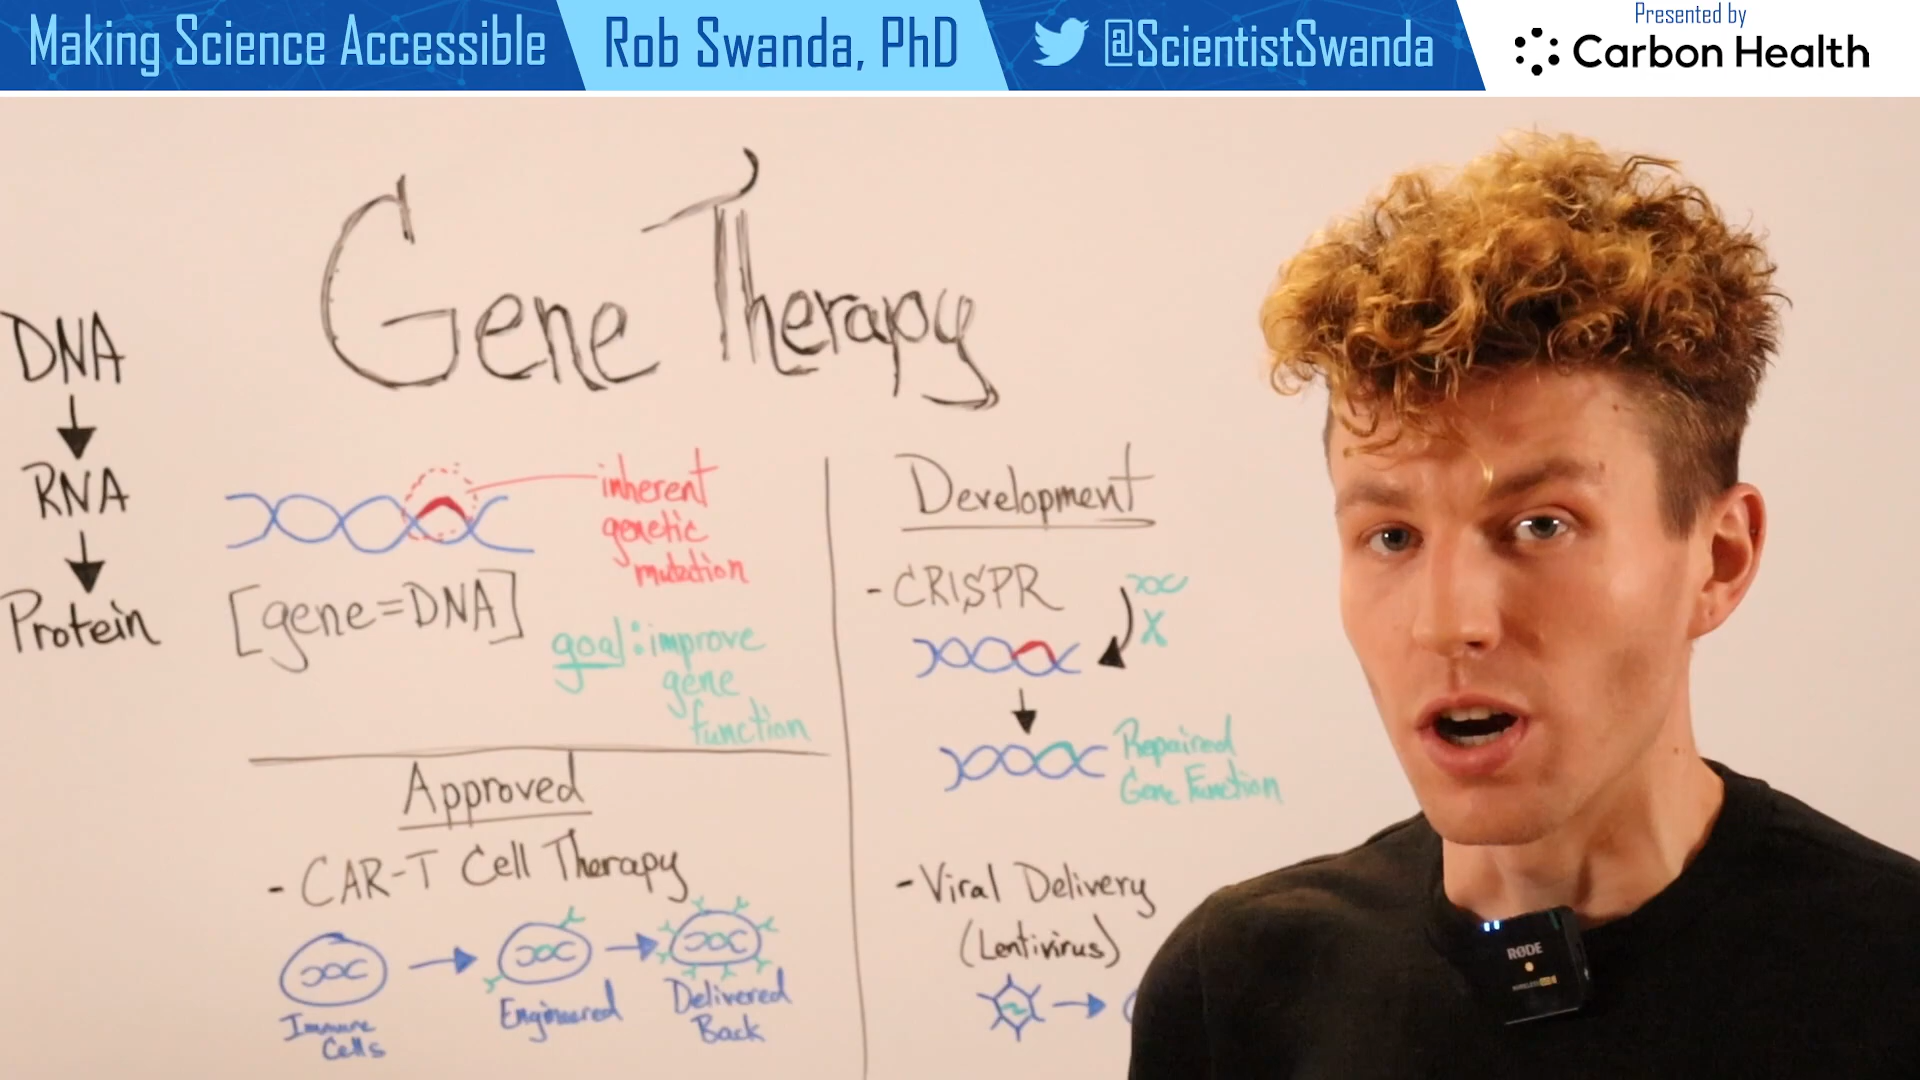 Making Science Accessible
Rob Swanda, PhD
@ScientistSwanda
Presented by
Carbon Health
Gene Therapy
DNA
RNA
Protein
inherent
genetic
mutation
[gene=DNA]
goal: improve
gene
function
Approved
- CAR-T Cell Therapy
Immune
Cells
Engineered
Delivered
Back
Development
- CRISPR
X
Repaired
Gene Function
- Viral Delivery
(Lentivirus)
RØDE